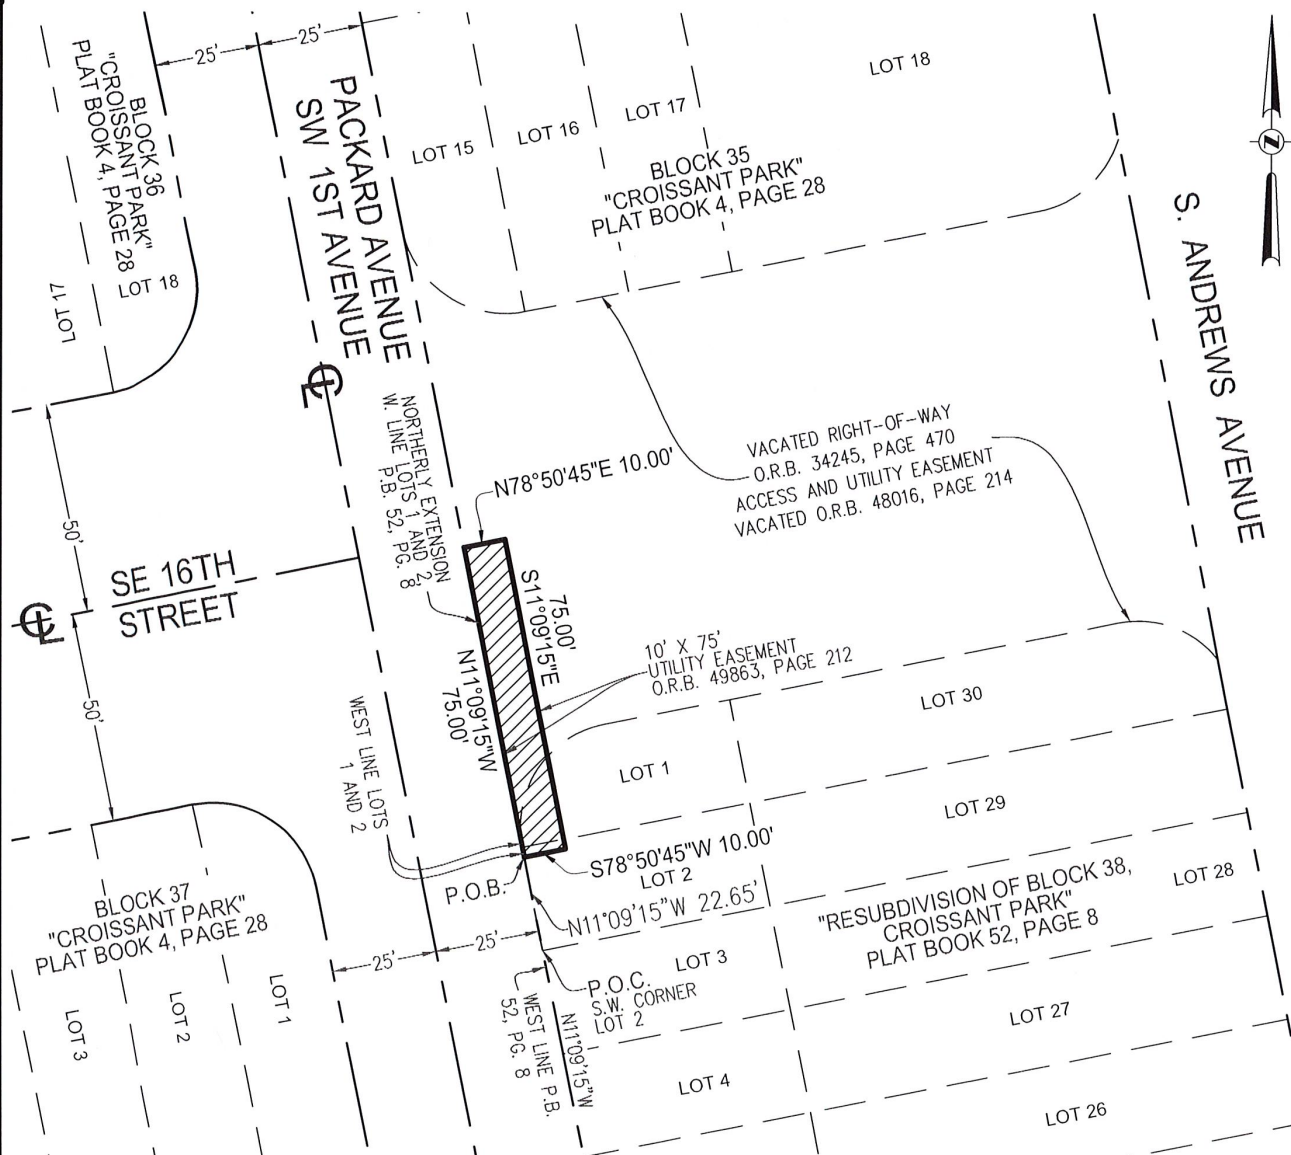 25'
25'
BLOCK 36
"CROISSANT PARK"
PLAT BOOK 4, PAGE 28
LOT 18
LOT 17
PACKARD AVENUE
SW 1ST AVENUE
LOT 15
LOT 16
LOT 17
LOT 18
BLOCK 35
"CROISSANT PARK"
PLAT BOOK 4, PAGE 28
N
S. ANDREWS AVENUE
CL
NORTHERLY EXTENSION
W. LINE LOTS 1 AND 2,
P.B. 52, PG. 8
N78°50'45"E 10.00'
VACATED RIGHT-OF-WAY
O.R.B. 34245, PAGE 470
ACCESS AND UTILITY EASEMENT
VACATED O.R.B. 48016, PAGE 214
50'
SE 16TH
STREET
CL
50'
75.00'
S11°09'15"E
N11°09'15"W
75.00'
10' X 75'
UTILITY EASEMENT
O.R.B. 49863, PAGE 212
WEST LINE LOTS
1 AND 2
LOT 1
LOT 30
LOT 29
LOT 28
S78°50'45"W 10.00'
LOT 2
P.O.B.
N11°09'15"W 22.65'
BLOCK 37
"CROISSANT PARK"
PLAT BOOK 4, PAGE 28
"RESUBDIVISION OF BLOCK 38,
CROISSANT PARK"
PLAT BOOK 52, PAGE 8
25'
25'
LOT 3
P.O.C.
S.W. CORNER
LOT 2
WEST LINE P.B.
52, PG. 8
N11°09'15"W
LOT 1
LOT 2
LOT 3
LOT 27
LOT 4
LOT 26